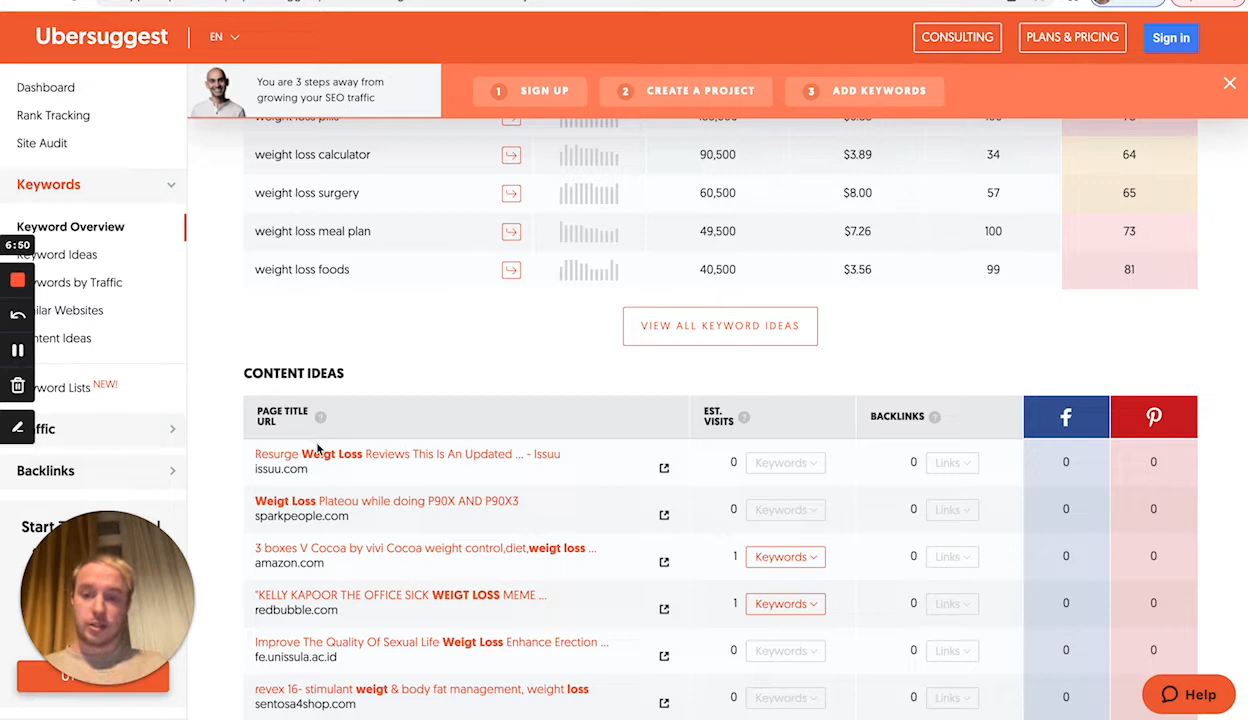 Ubersuggest
EN
CONSULTING
PLANS & PRICING
Sign in
Dashboard
Rank Tracking
Site Audit
Keywords
Keyword Overview
6:50
eyword Ideas
words by Traffic
ilar Websites
ntent Ideas
yword Lists NEW!
ffic
Backlinks
You are 3 steps away from
growing your SEO traffic
1 SIGN UP
2 CREATE A PROJECT
3 ADD KEYWORDS
weight loss pills
weight loss calculator 90,500 $3.89 34 64
weight loss surgery 60,500 $8.00 57 65
weight loss meal plan 49,500 $7.26 100 73
weight loss foods 40,500 $3.56 99 81
VIEW ALL KEYWORD IDEAS
CONTENT IDEAS
PAGE TITLE
URL ?
EST.
VISITS ?
BACKLINKS ?
Resurge Weigt Loss Reviews This Is An Updated ... - Issuu
issuu.com
0 Keywords 0 Links 0 0
Weigt Loss Plateou while doing P90X AND P90X3
sparkpeople.com
0 Keywords 0 Links 0 0
3 boxes V Cocoa by vivi Cocoa weight control,diet,weigt loss ...
amazon.com
1 Keywords 0 Links 0 0
"KELLY KAPOOR THE OFFICE SICK WEIGT LOSS MEME ...
redbubble.com
1 Keywords 0 Links 0 0
Improve The Quality Of Sexual Life Weigt Loss Enhance Erection ...
fe.unissula.ac.id
0 Keywords 0 Links 0 0
revex 16- stimulant weigt & body fat management, weight loss
sentosa4shop.com
0 Keywords 0 Links 0 0
Help